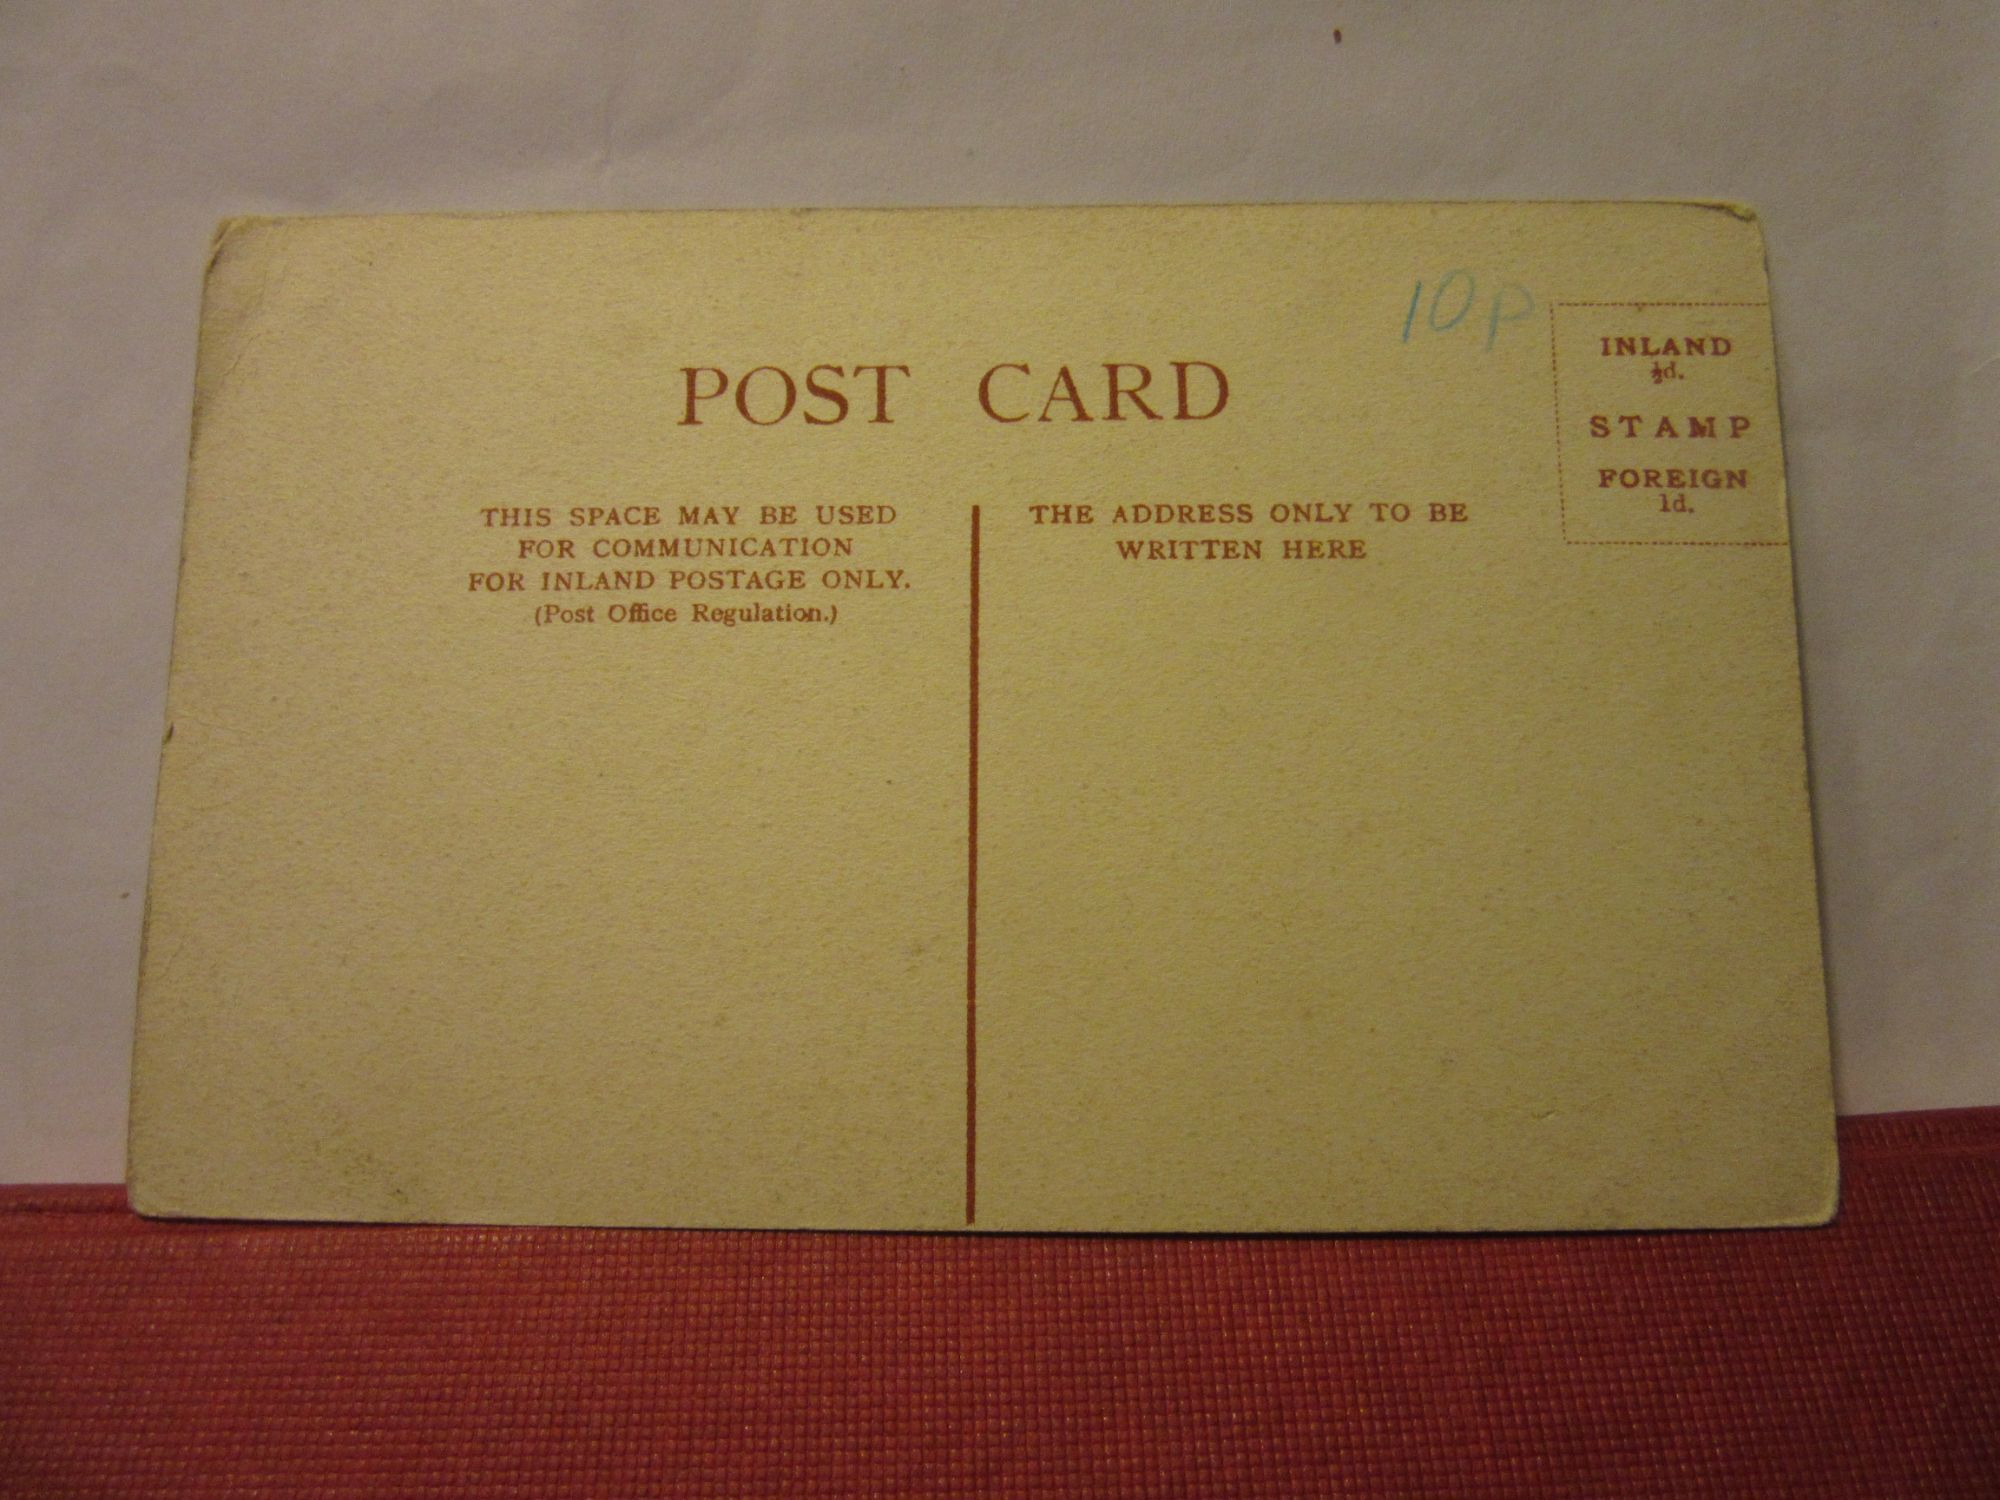 10p
POST CARD
INLAND
½d.
STAMP
FOREIGN
1d.
THIS SPACE MAY BE USED
FOR COMMUNICATION
FOR INLAND POSTAGE ONLY.
(Post Office Regulation.)
THE ADDRESS ONLY TO BE
WRITTEN HERE